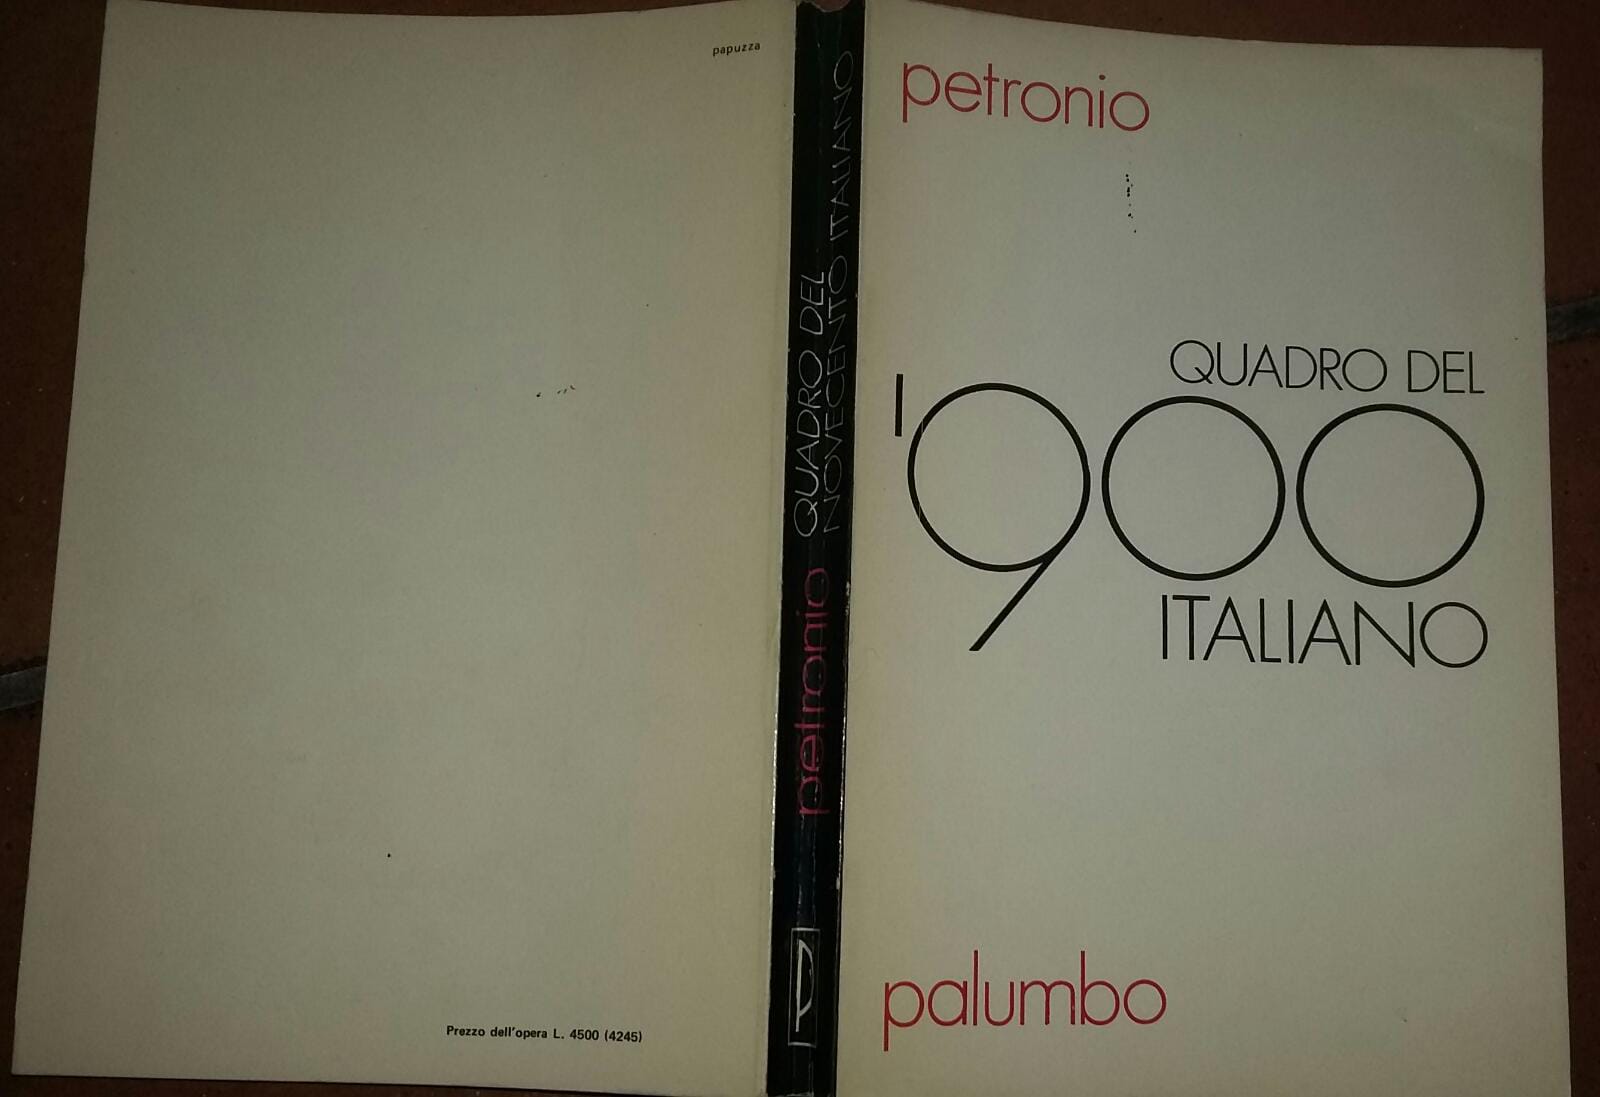 papuzza
Prezzo dell'opera L. 4500 (4245)
petronio
QUADRO DEL
NOVECENTO ITALIANO
P
petronio
QUADRO DEL
'900
ITALIANO
palumbo